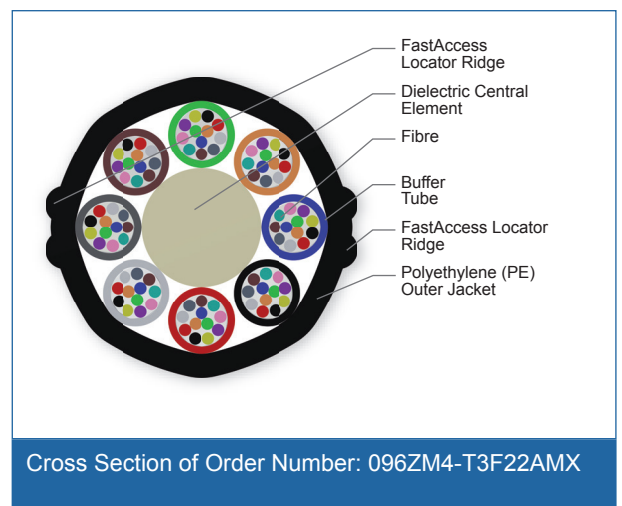 FastAccess
Locator Ridge
Dielectric Central
Element
Fibre
Buffer
Tube
FastAccess Locator
Ridge
Polyethylene (PE)
Outer Jacket
Cross Section of Order Number: 096ZM4-T3F22AMX